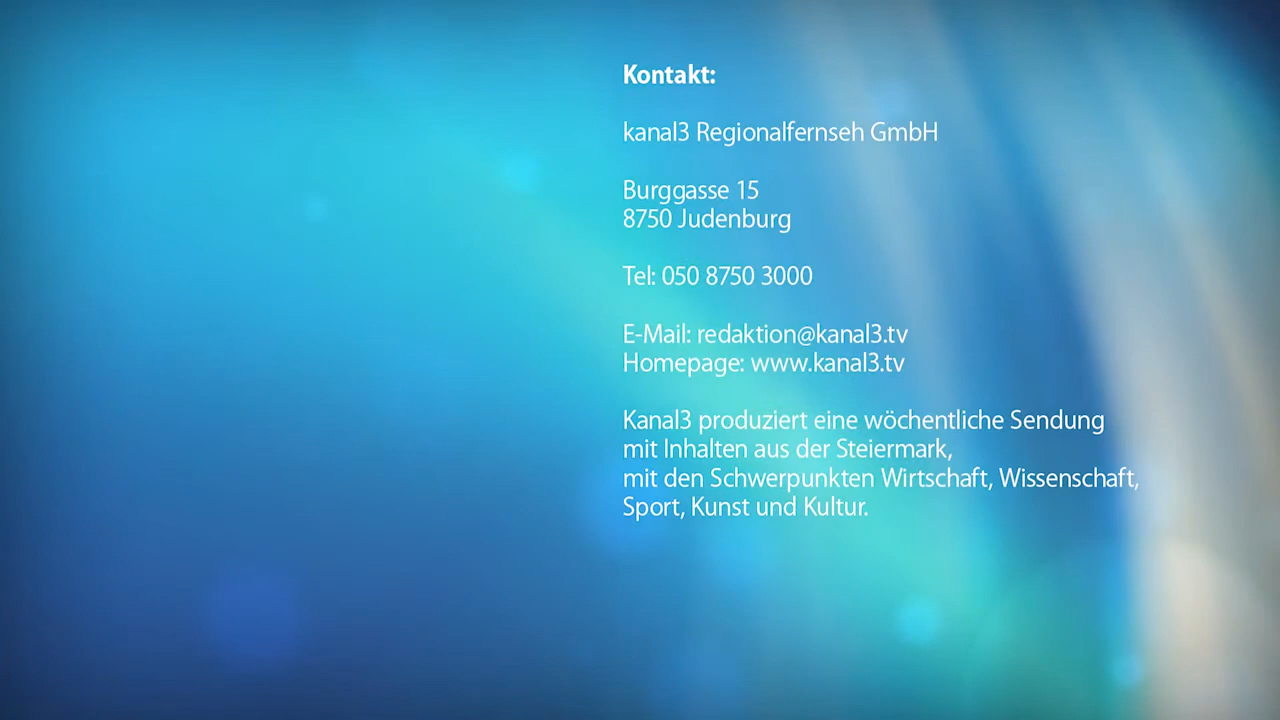 Kontakt:
kanal3 Regionalfernseh GmbH
Burggasse 15
8750 Judenburg
Tel: 050 8750 3000
E-Mail: redaktion@kanal3.tv
Homepage: www.kanal3.tv
Kanal3 produziert eine wöchentliche Sendung
mit Inhalten aus der Steiermark,
mit den Schwerpunkten Wirtschaft, Wissenschaft,
Sport, Kunst und Kultur.